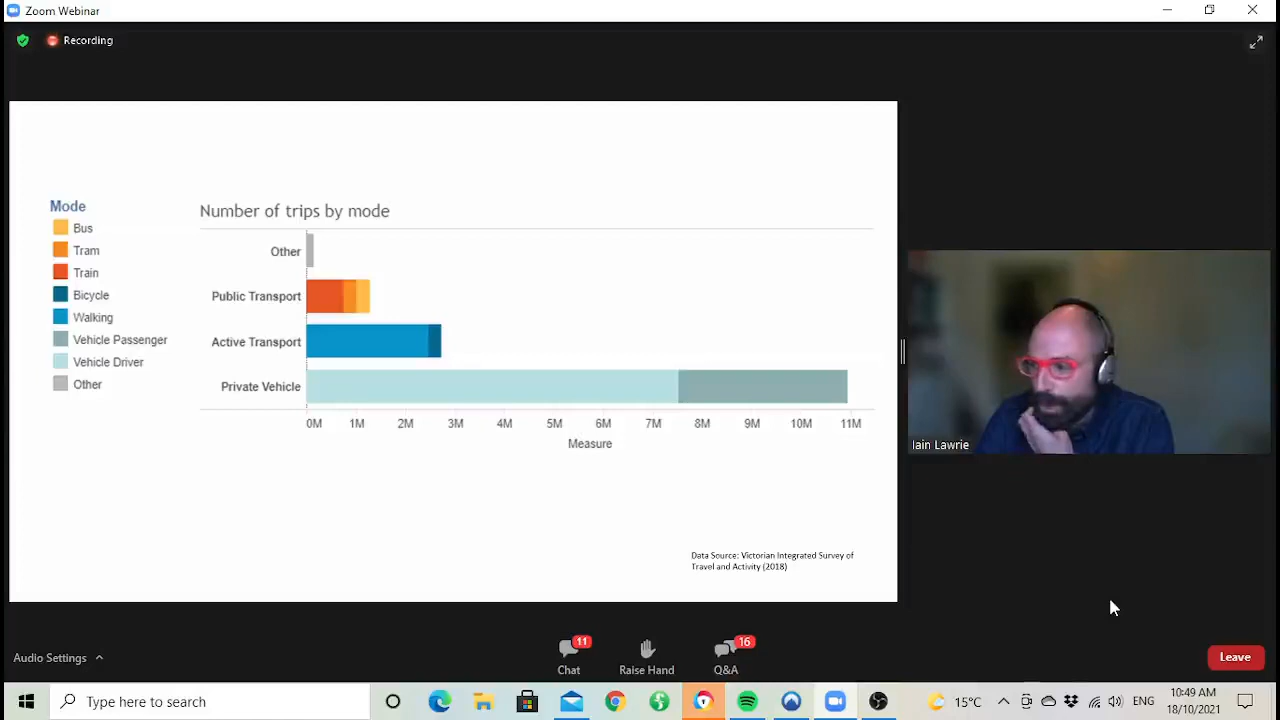 Zoom Webinar
Recording
Mode
Bus
Tram
Train
Bicycle
Walking
Vehicle Passenger
Vehicle Driver
Other
Number of trips by mode
Other
Public Transport
Active Transport
Private Vehicle
0M 1M 2M 3M 4M 5M 6M 7M 8M 9M 10M 11M
Measure
Data Source: Victorian Integrated Survey of
Travel and Activity (2018)
Iain Lawrie
Audio Settings
11
Chat
Raise Hand
16
Q&A
Leave
Type here to search
15°C
ENG
10:49 AM
18/10/2021